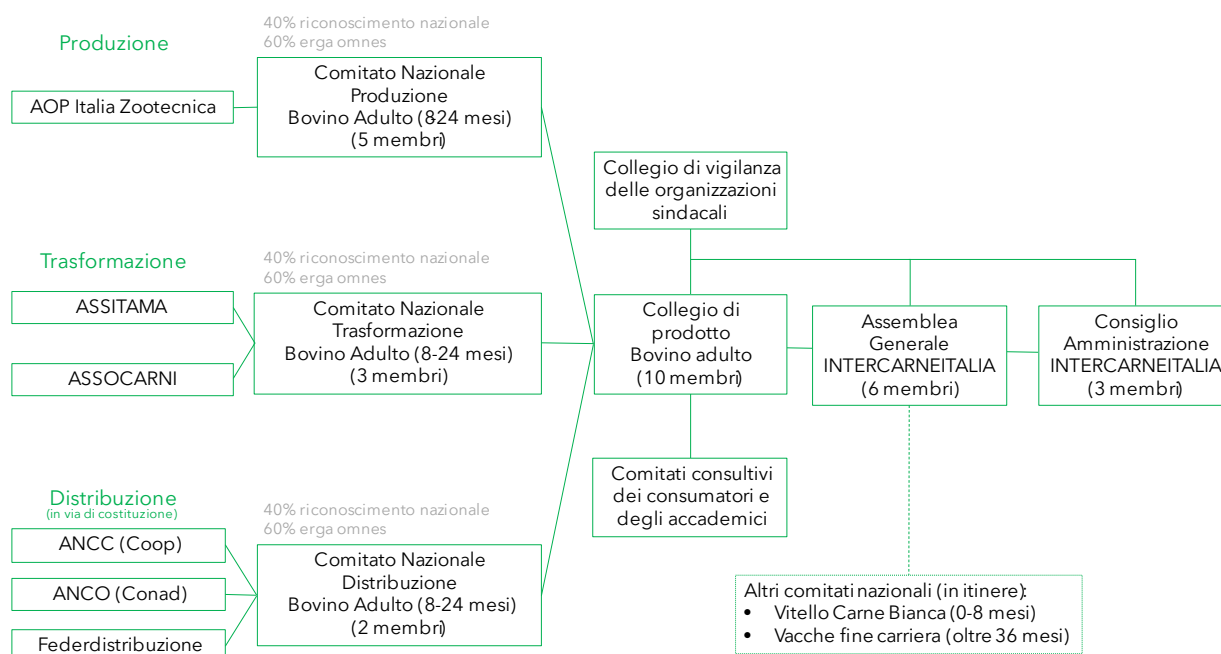 Produzione
40% riconoscimento nazionale
60% erga omnes
AOP Italia Zootecnica
Comitato Nazionale
Produzione
Bovino Adulto (8-24 mesi)
(5 membri)
Collegio di vigilanza
delle organizzazioni
sindacali
Trasformazione
40% riconoscimento nazionale
60% erga omnes
ASSITAMA
ASSOCARNI
Comitato Nazionale
Trasformazione
Bovino Adulto (8-24 mesi)
(3 membri)
Collegio di
prodotto
Bovino adulto
(10 membri)
Assemblea
Generale
INTERCARNEITALIA
(6 membri)
Consiglio
Amministrazione
INTERCARNEITALIA
(3 membri)
Comitati consultivi
dei consumatori e
degli accademici
Distribuzione
(in via di costituzione)
40% riconoscimento nazionale
60% erga omnes
ANCC (Coop)
ANCO (Conad)
Federdistribuzione
Comitato Nazionale
Distribuzione
Bovino Adulto (8-24 mesi)
(2 membri)
Altri comitati nazionali (in itinere):
• Vitello Carne Bianca (0-8 mesi)
• Vacche fine carriera (oltre 36 mesi)